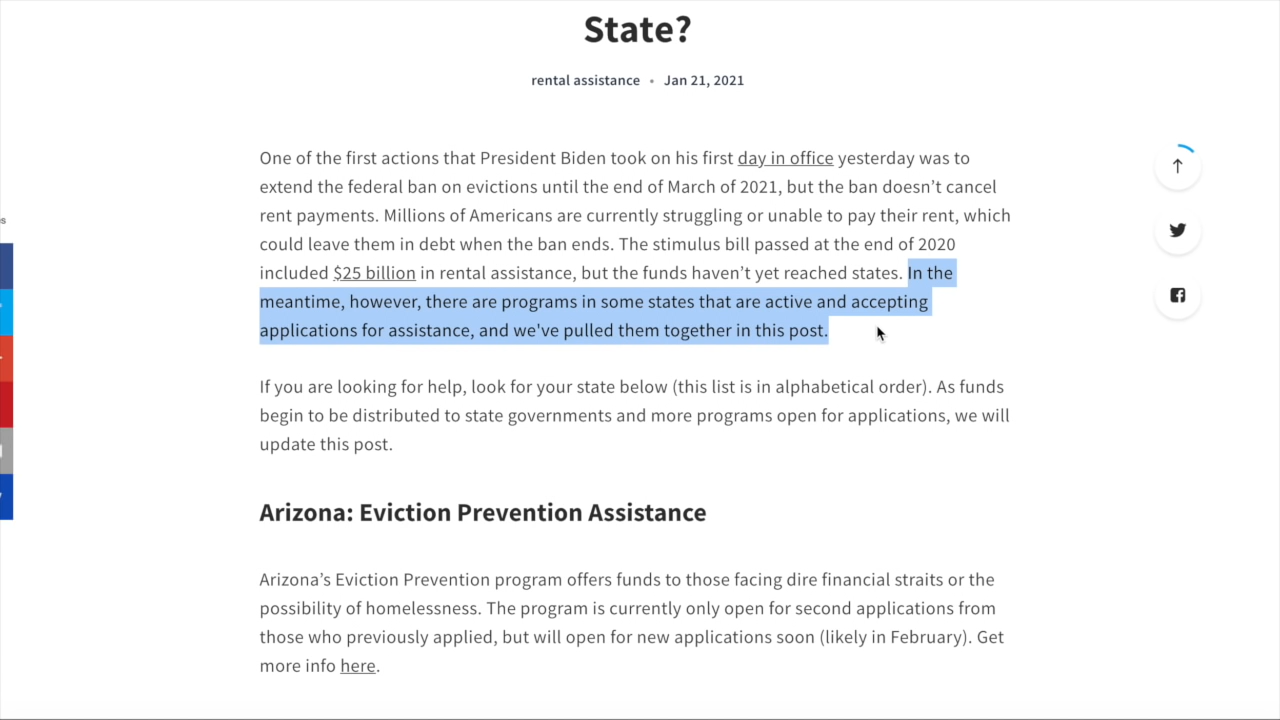 State?
rental assistance • Jan 21, 2021
One of the first actions that President Biden took on his first day in office yesterday was to
extend the federal ban on evictions until the end of March of 2021, but the ban doesn’t cancel
rent payments. Millions of Americans are currently struggling or unable to pay their rent, which
could leave them in debt when the ban ends. The stimulus bill passed at the end of 2020
included $25 billion in rental assistance, but the funds haven’t yet reached states. In the
meantime, however, there are programs in some states that are active and accepting
applications for assistance, and we've pulled them together in this post.
If you are looking for help, look for your state below (this list is in alphabetical order). As funds
begin to be distributed to state governments and more programs open for applications, we will
update this post.
Arizona: Eviction Prevention Assistance
Arizona’s Eviction Prevention program offers funds to those facing dire financial straits or the
possibility of homelessness. The program is currently only open for second applications from
those who previously applied, but will open for new applications soon (likely in February). Get
more info here.